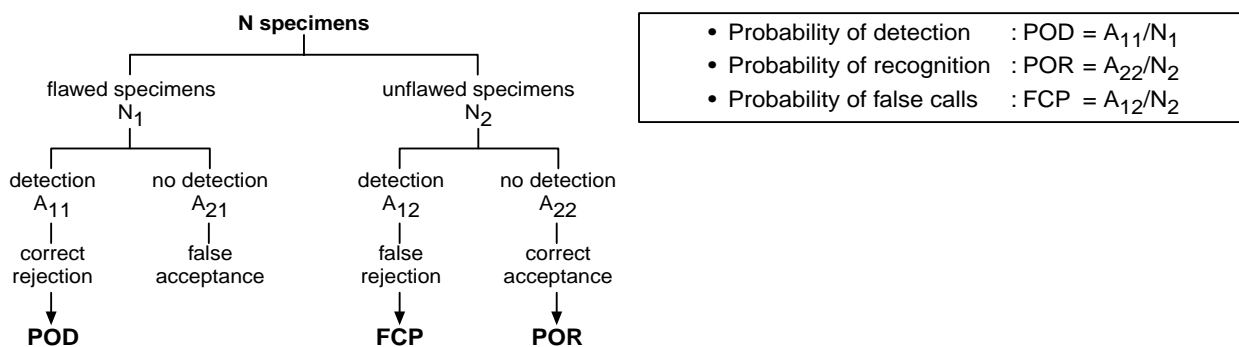 N specimens
flawed specimens
N1
unflawed specimens
N2
detection
A11
no detection
A21
detection
A12
no detection
A22
correct
rejection
false
acceptance
false
rejection
correct
acceptance
POD
FCP
POR
• Probability of detection : POD = A11/N1
• Probability of recognition : POR = A22/N2
• Probability of false calls : FCP = A12/N2